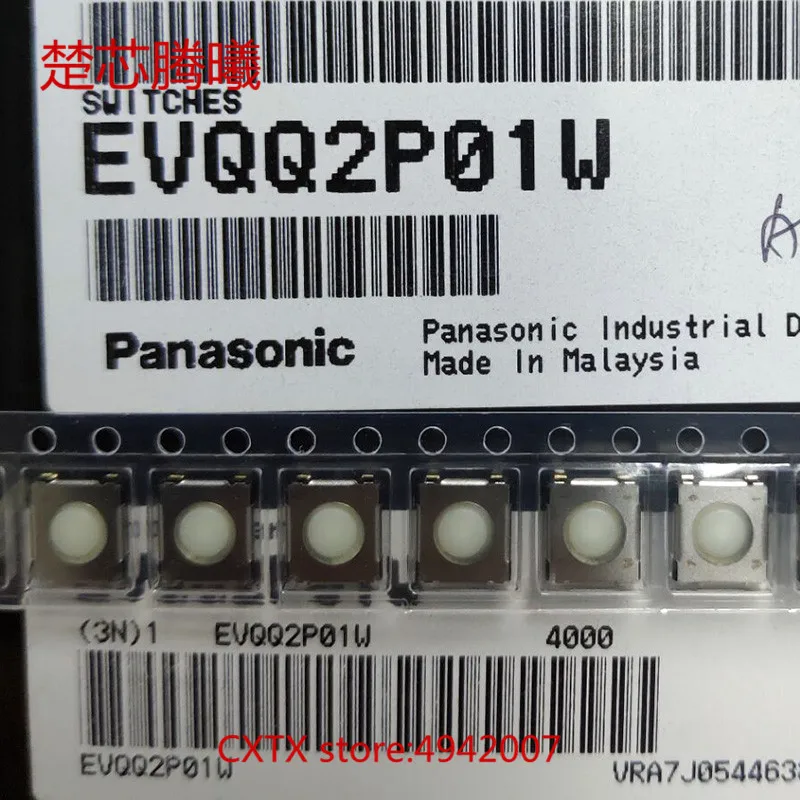 楚芯腾曦
SWITCHES
EVQQ2P01W
Panasonic
Panasonic Industrial D
Made In Malaysia
(3N)1 EVQQ2P01W 4000
CXTX store:4942007
EVQQ2P01W VRA7J0544638